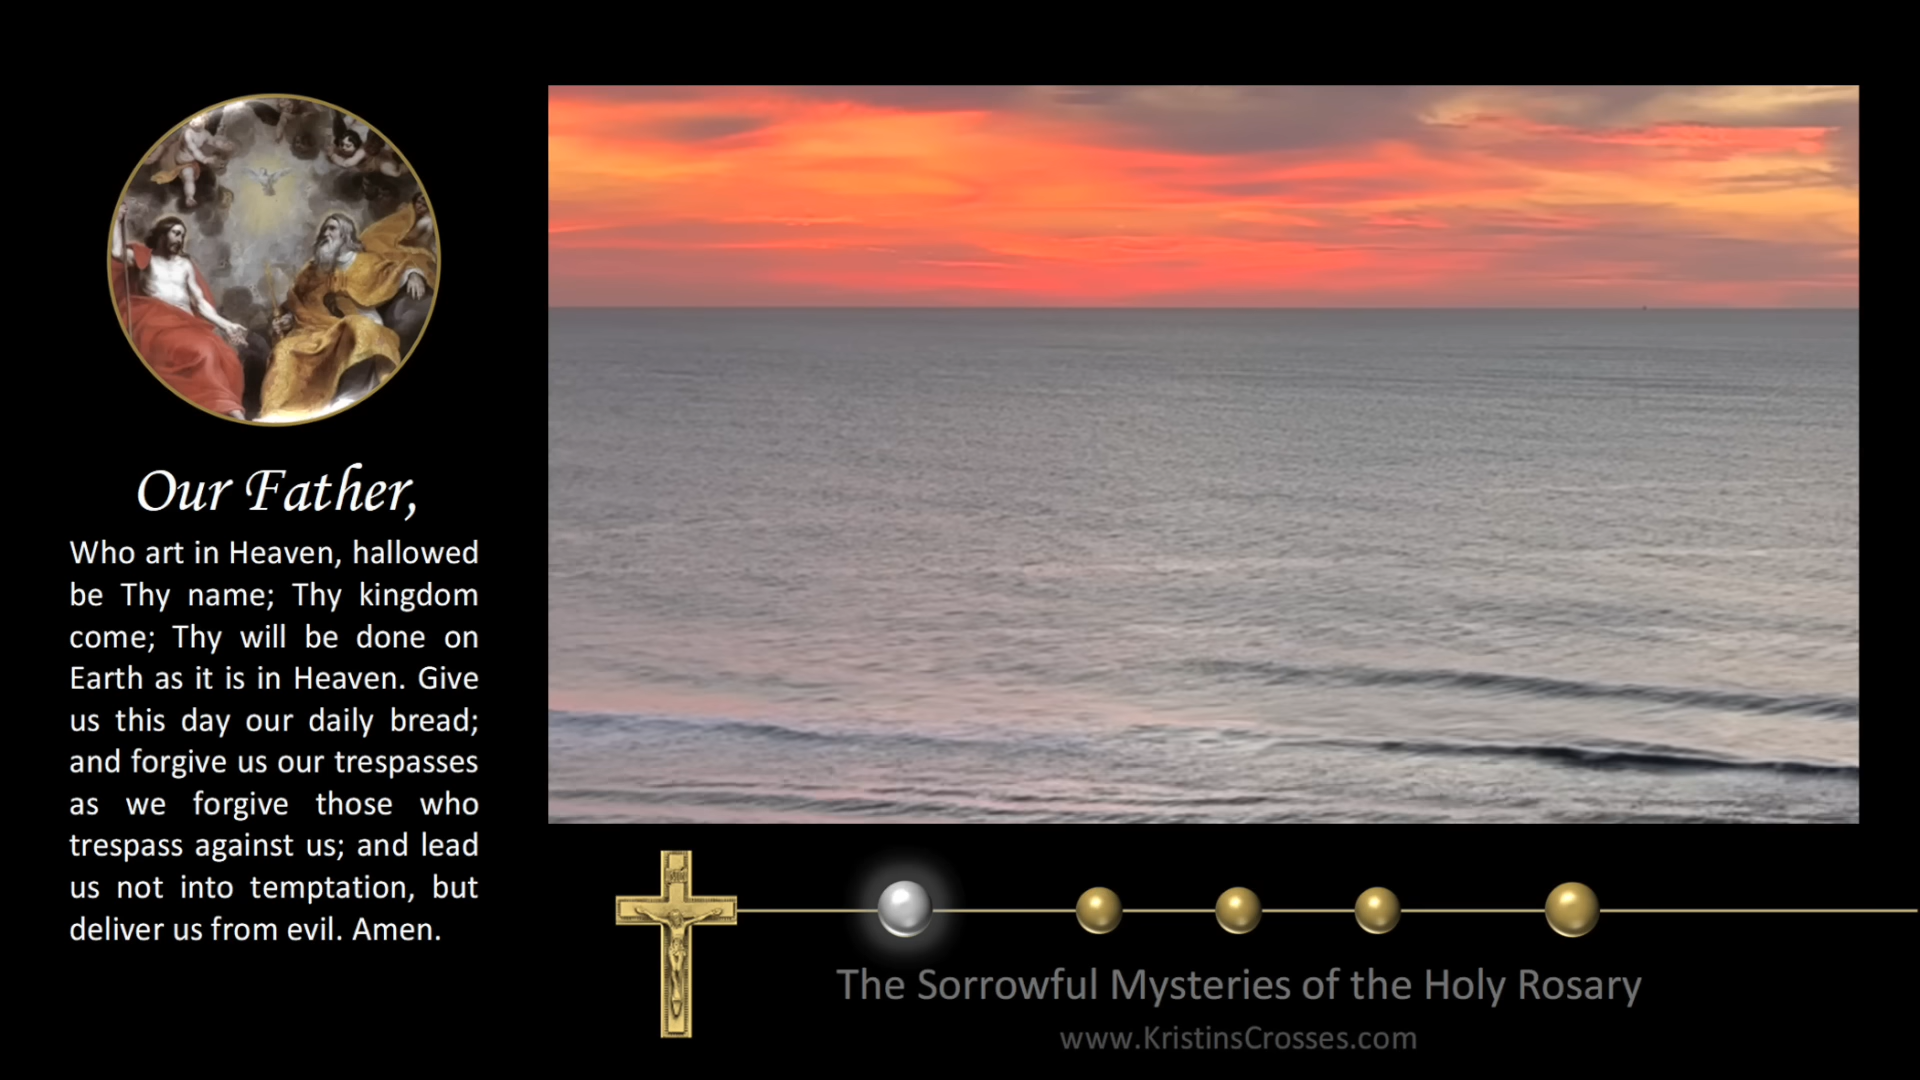 Our Father,
Who art in Heaven, hallowed
be Thy name; Thy kingdom
come; Thy will be done on
Earth as it is in Heaven. Give
us this day our daily bread;
and forgive us our trespasses
as we forgive those who
trespass against us; and lead
us not into temptation, but
deliver us from evil. Amen.
The Sorrowful Mysteries of the Holy Rosary
www.KristinsCrosses.com